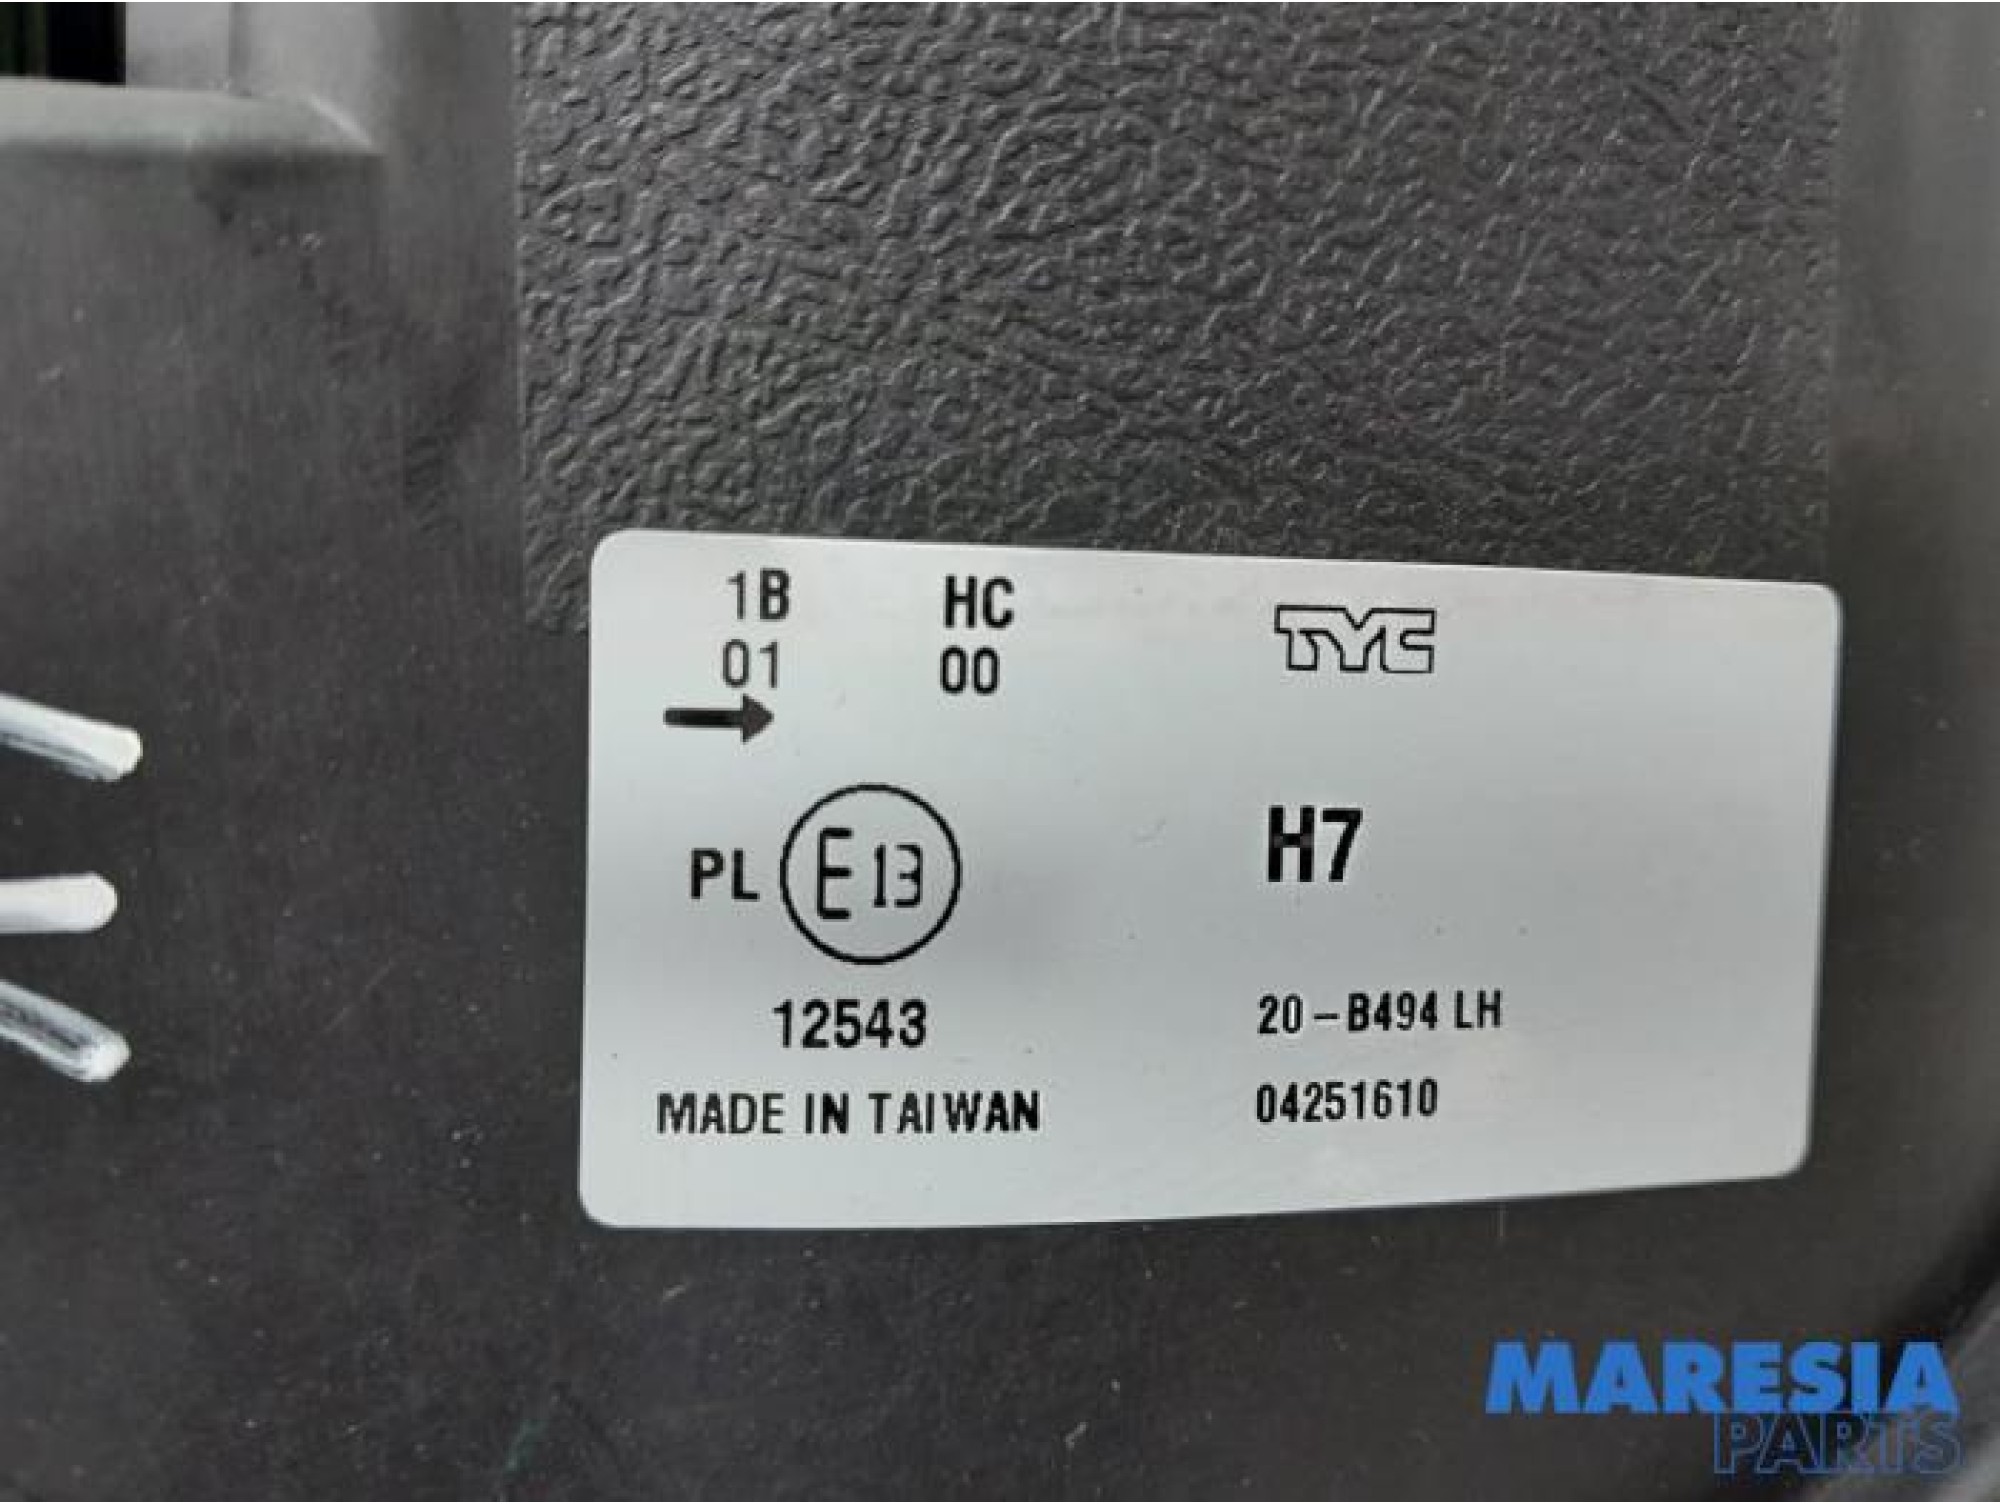 1B HC
01 00
TYC
→
PL E13
H7
12543
20-B494 LH
MADE IN TAIWAN
04251610
MARESIA
PARTS